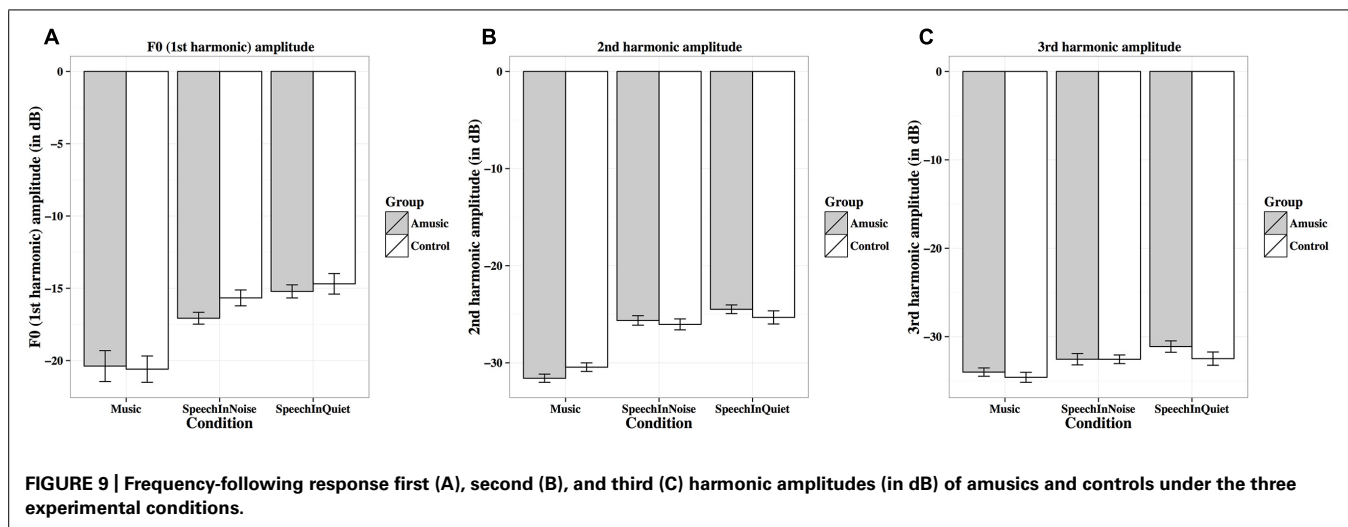 A
F0 (1st harmonic) amplitude
F0 (1st harmonic) amplitude (in dB)
0
−5
−10
−15
−20
Music SpeechInNoise SpeechInQuiet
Condition
Group
Amusic
Control
B
2nd harmonic amplitude
2nd harmonic amplitude (in dB)
0
−10
−20
−30
Music SpeechInNoise SpeechInQuiet
Condition
Group
Amusic
Control
C
3rd harmonic amplitude
3rd harmonic amplitude (in dB)
0
−10
−20
−30
Music SpeechInNoise SpeechInQuiet
Condition
Group
Amusic
Control
FIGURE 9 | Frequency-following response first (A), second (B), and third (C) harmonic amplitudes (in dB) of amusics and controls under the three
experimental conditions.